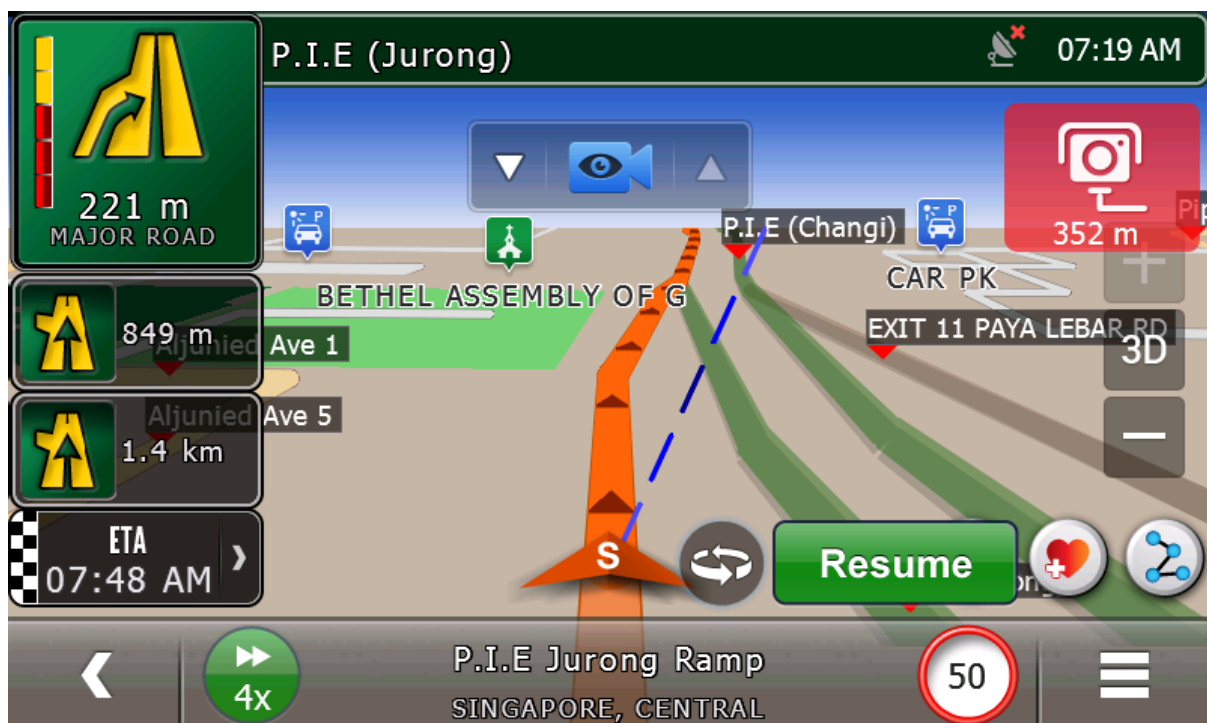 P.I.E (Jurong)
07:19 AM
221 m
MAJOR ROAD
352 m
P.I.E (Changi)
P
P
BETHEL ASSEMBLY OF G
CAR PK
849 m
Aljunied Ave 1
EXIT 11 PAYA LEBAR RD
3D
Aljunied Ave 5
1.4 km
ETA
07:48 AM
S
Resume
4x
P.I.E Jurong Ramp
SINGAPORE, CENTRAL
50